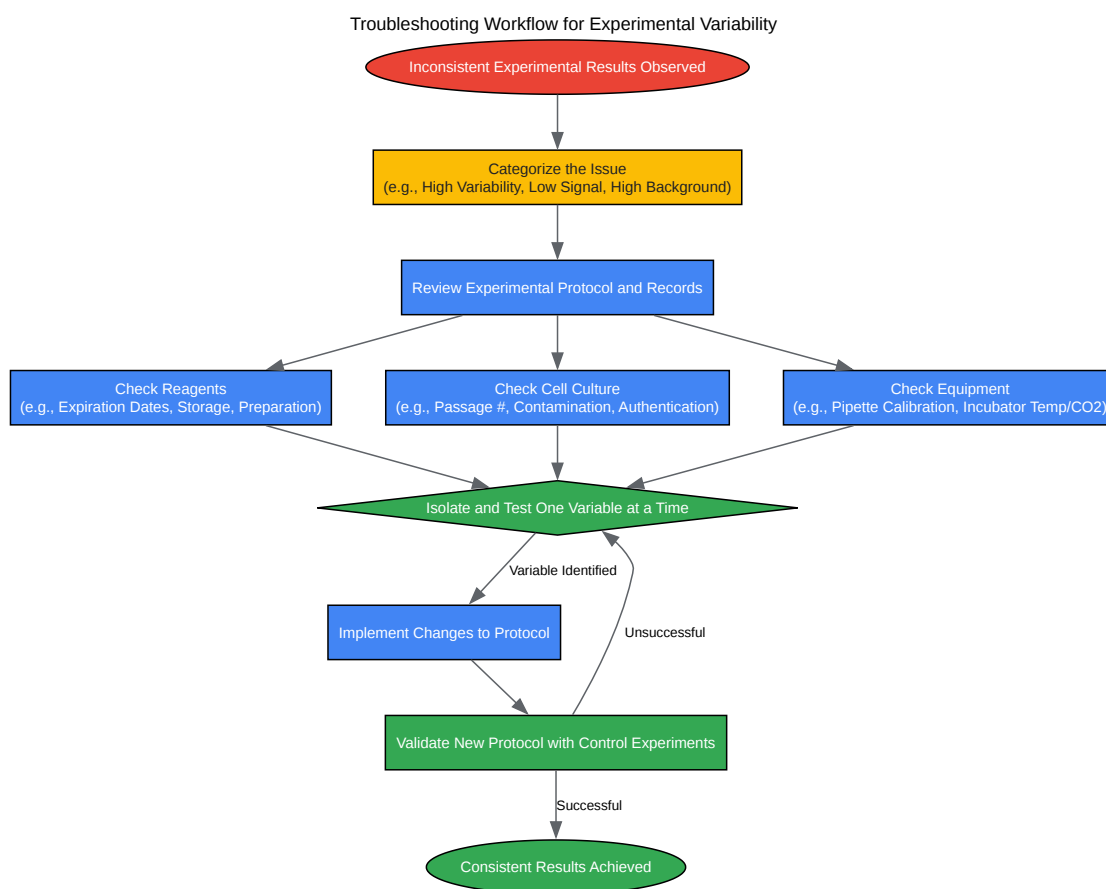 Troubleshooting Workflow for Experimental Variability
Inconsistent Experimental Results Observed
Categorize the Issue
(e.g., High Variability, Low Signal, High Background)
Review Experimental Protocol and Records
Check Reagents
(e.g., Expiration Dates, Storage, Preparation)
Check Cell Culture
(e.g., Passage #, Contamination, Authentication)
Check Equipment
(e.g., Pipette Calibration, Incubator Temp/CO2)
Isolate and Test One Variable at a Time
Variable Identified
Implement Changes to Protocol
Unsuccessful
Validate New Protocol with Control Experiments
Successful
Consistent Results Achieved